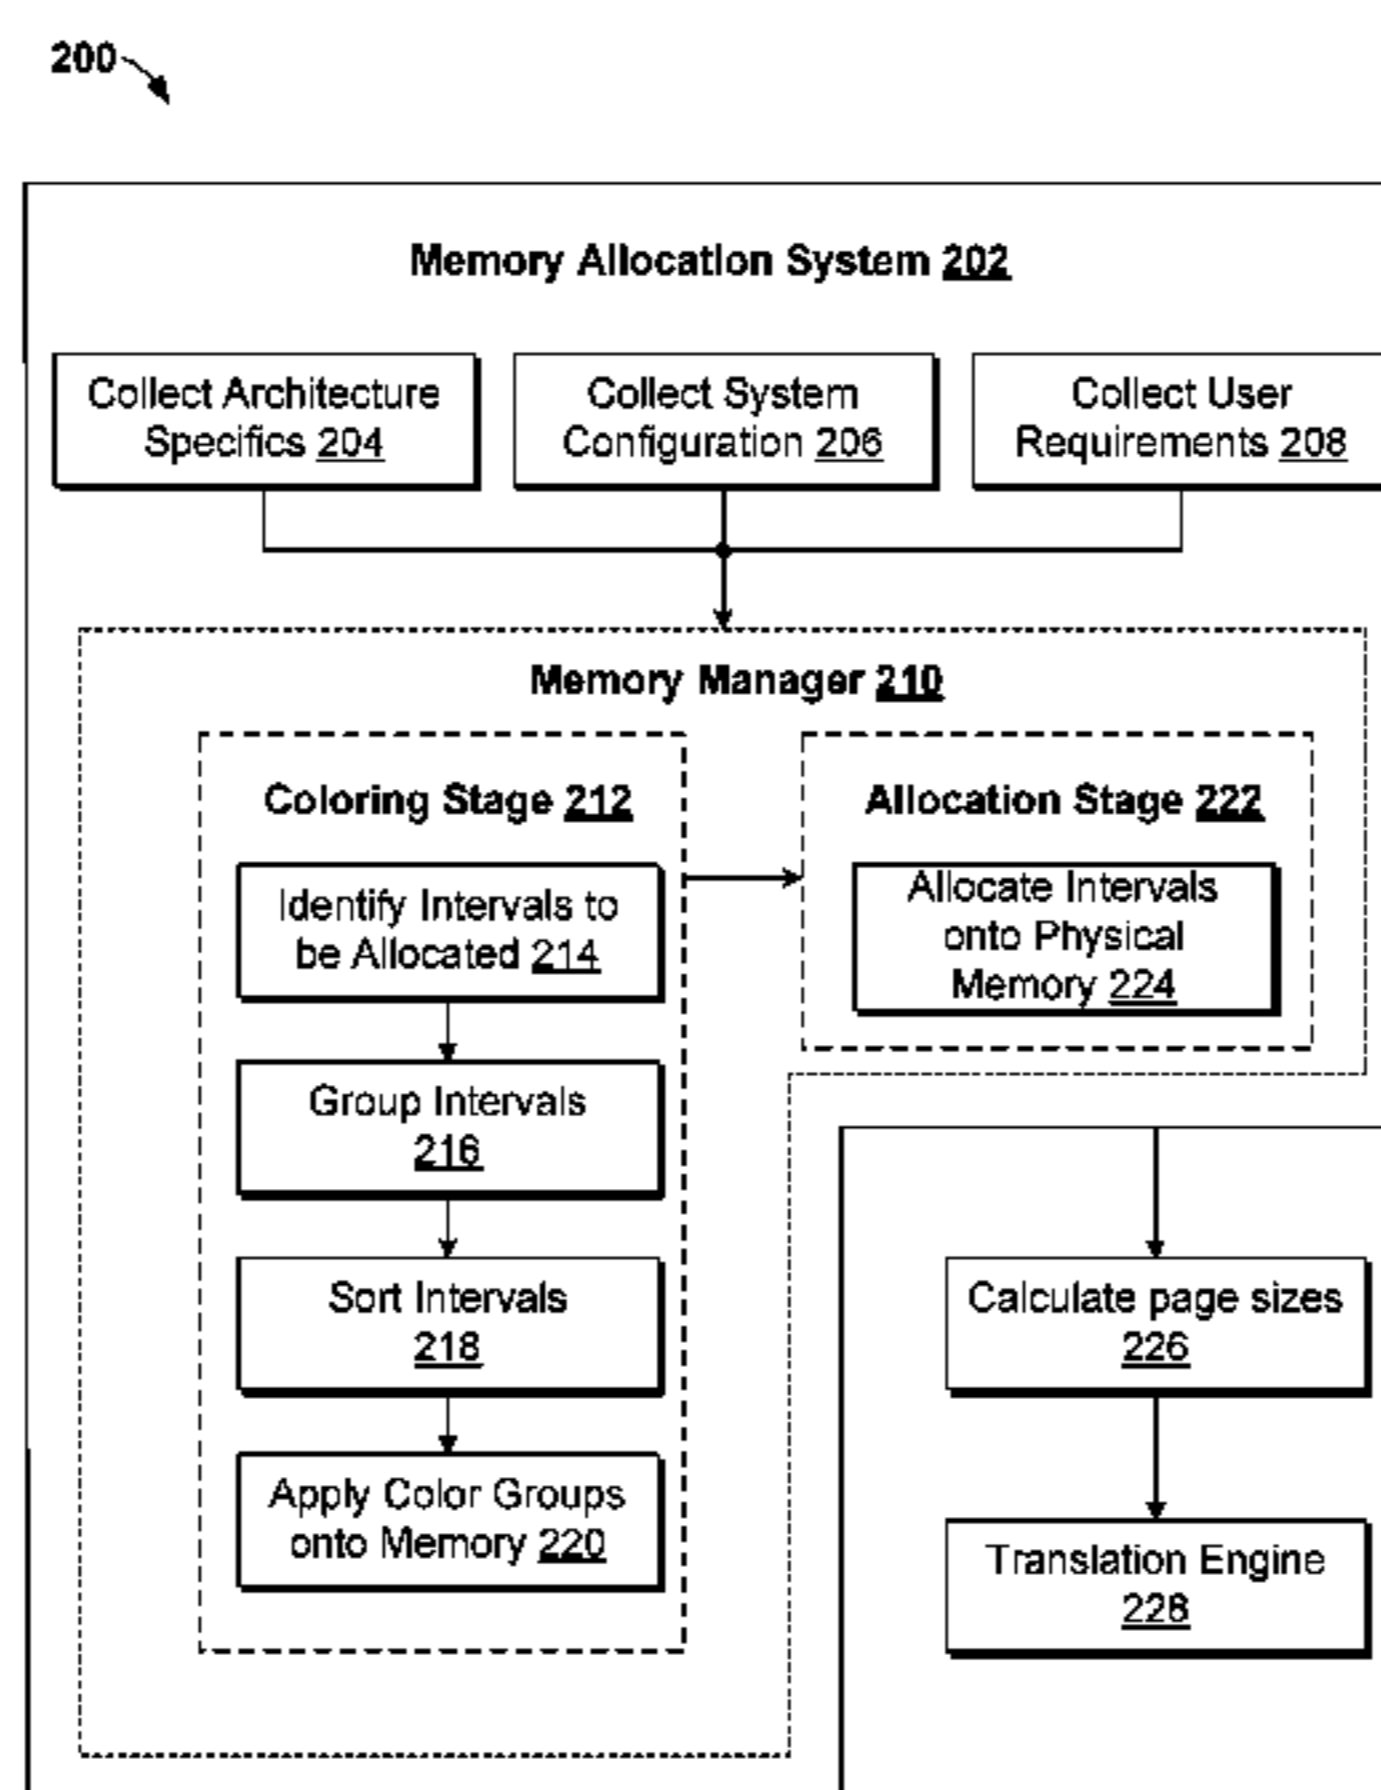 200
Memory Allocation System 202
Collect Architecture
Specifics 204
Collect System
Configuration 206
Collect User
Requirements 208
Memory Manager 210
Coloring Stage 212
Identify Intervals to
be Allocated 214
Group Intervals
216
Sort Intervals
218
Apply Color Groups
onto Memory 220
Allocation Stage 222
Allocate Intervals
onto Physical
Memory 224
Calculate page sizes
226
Translation Engine
228